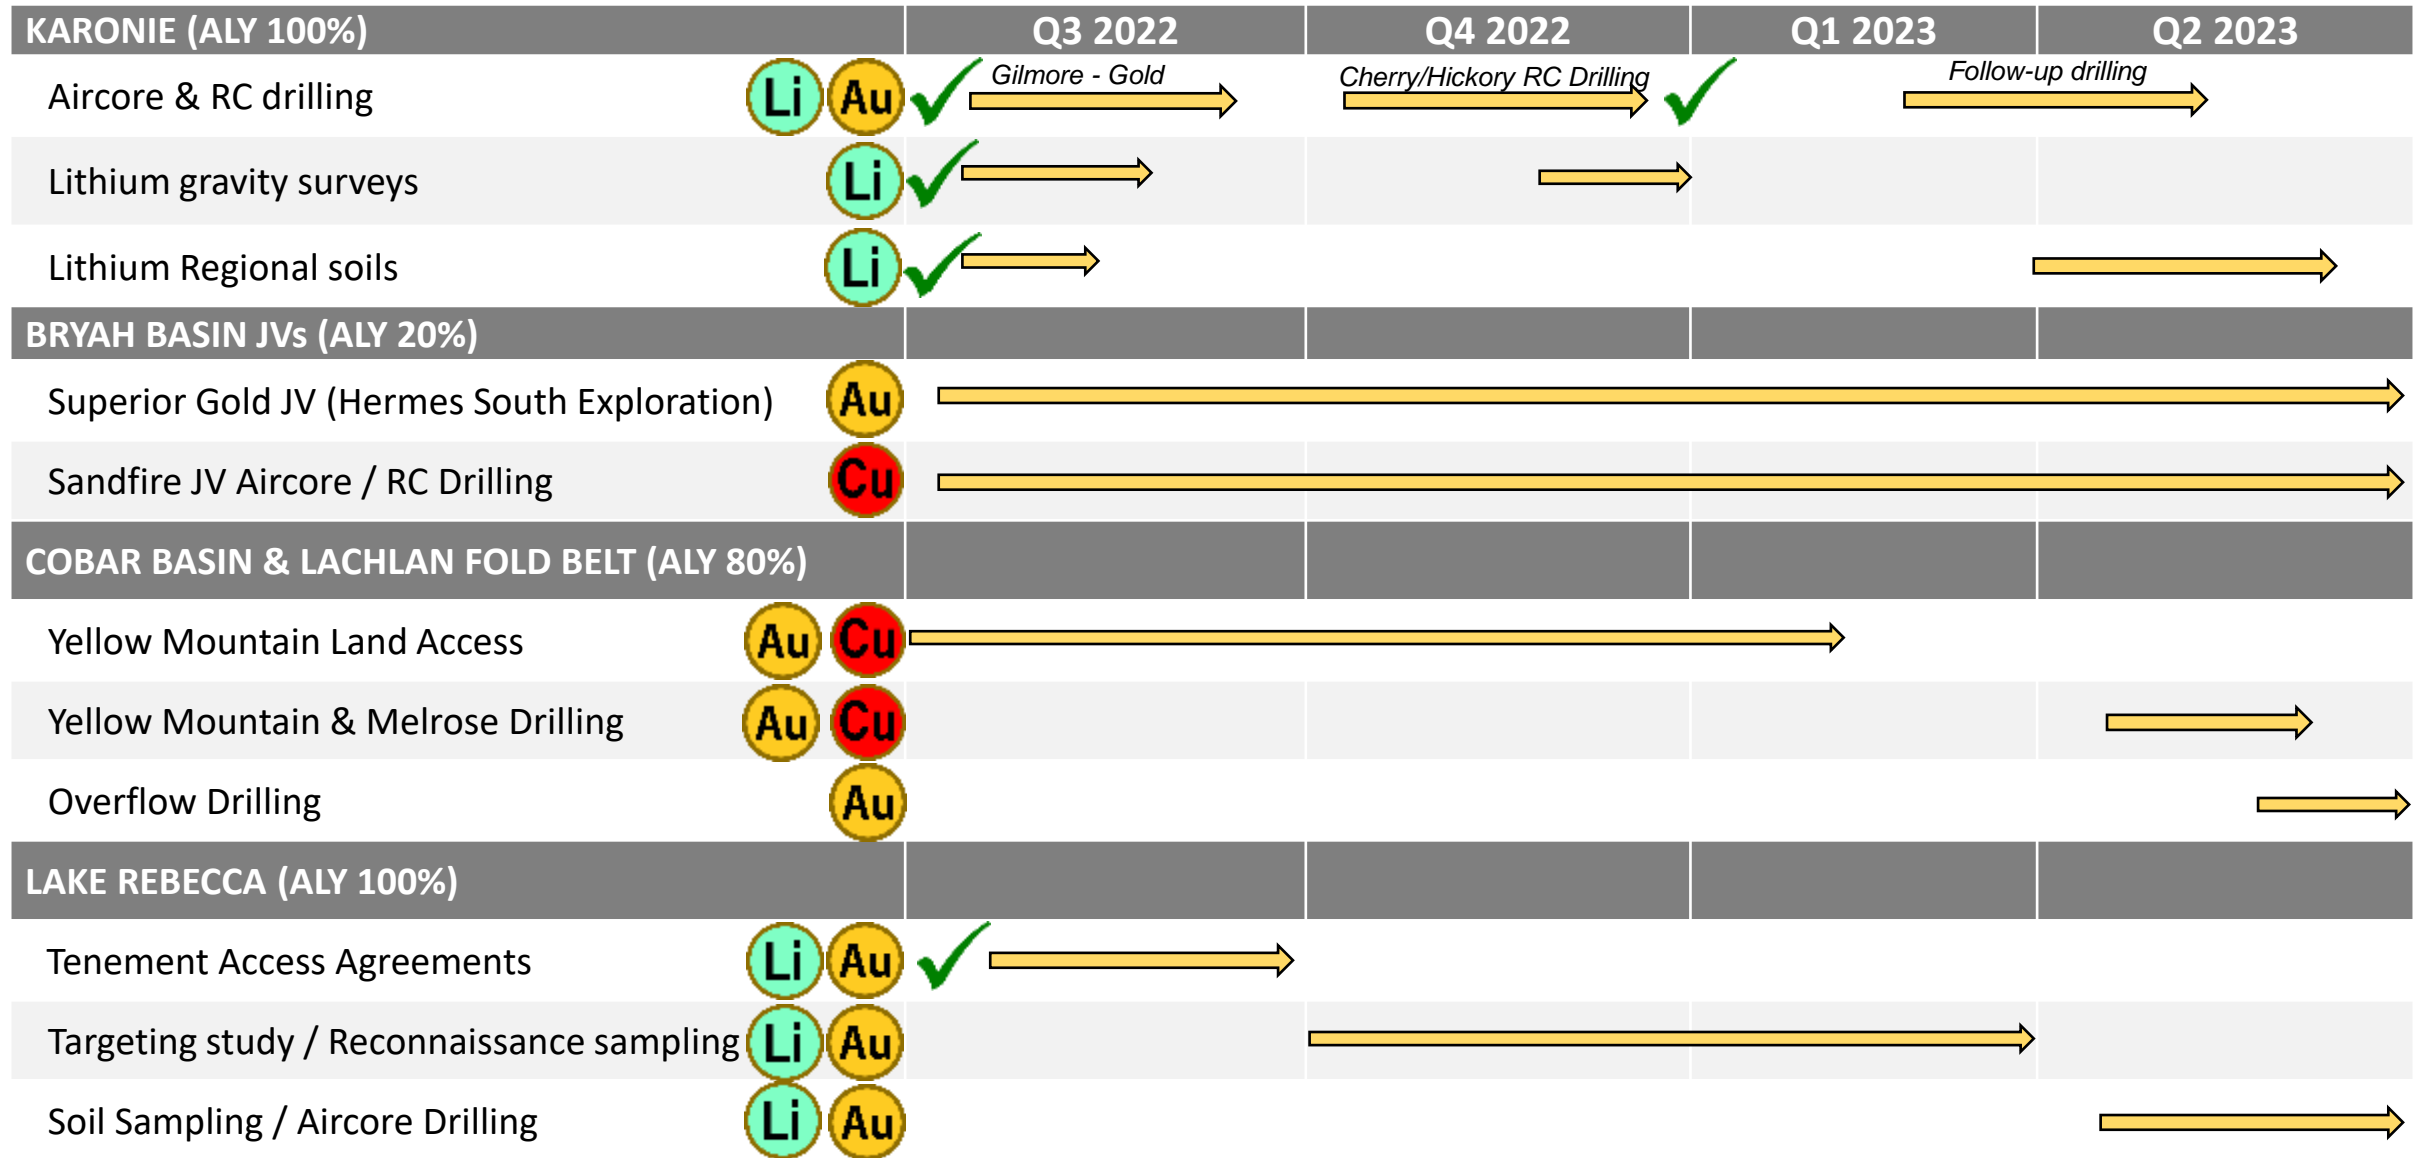 KARONIE (ALY 100%) Q3 2022 Q4 2022 Q1 2023 Q2 2023
Aircore & RC drilling Li Au Gilmore - Gold Cherry/Hickory RC Drilling Follow-up drilling
Lithium gravity surveys Li
Lithium Regional soils Li
BRYAH BASIN JVs (ALY 20%)
Superior Gold JV (Hermes South Exploration) Au
Sandfire JV Aircore / RC Drilling Cu
COBAR BASIN & LACHLAN FOLD BELT (ALY 80%)
Yellow Mountain Land Access Au Cu
Yellow Mountain & Melrose Drilling Au Cu
Overflow Drilling Au
LAKE REBECCA (ALY 100%)
Tenement Access Agreements Li Au
Targeting study / Reconnaissance sampling Li Au
Soil Sampling / Aircore Drilling Li Au